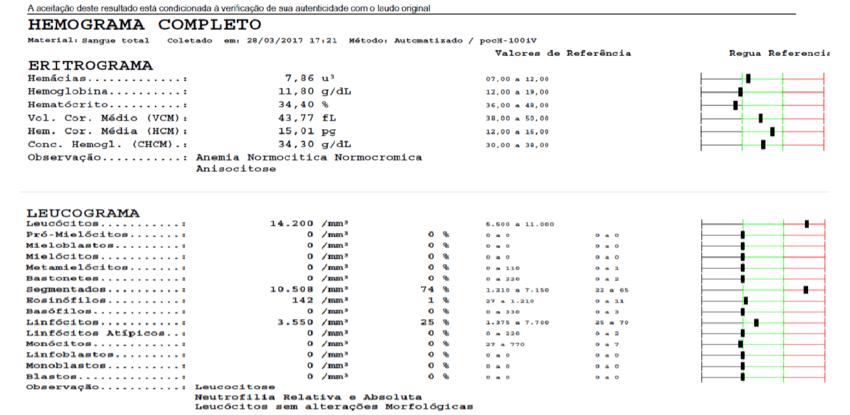 A aceitação deste resultado está condicionada à verificação de sua autenticidade com o laudo original
HEMOGRAMA COMPLETO
Material: Sangue total Coletado em: 28/03/2017 17:21 Método: Automatizado / pocH-100iV
Valores de Referência Regua Referencia
ERITROGRAMA
Hemácias............: 7,86 u³ 07,00 a 12,00
Hemoglobina.........: 11,80 g/dL 12,00 a 19,00
Hematócrito.........: 34,40 % 36,00 a 48,00
Vol. Cor. Médio (VCM): 43,77 fL 38,00 a 50,00
Hem. Cor. Média (HCM): 15,01 pg 12,00 a 16,00
Conc. Hemogl. (CHCM).: 34,30 g/dL 30,00 a 38,00
Observação...........: Anemia Normocitica Normocromica
Anisocitose
LEUCOGRAMA
Leucócitos...........: 14.200 /mm³ 5.500 a 11.000
Pró-Mielócitos.......: 0 /mm³ 0 % 0 a 0 0 a 0
Mieloblastos.........: 0 /mm³ 0 % 0 a 0 0 a 0
Mielócitos...........: 0 /mm³ 0 % 0 a 0 0 a 0
Metamielócitos.......: 0 /mm³ 0 % 0 a 110 0 a 1
Bastonetes...........: 0 /mm³ 0 % 0 a 220 0 a 2
Segmentados..........: 10.508 /mm³ 74 % 1.210 a 7.150 22 a 65
Eosinófilos..........: 142 /mm³ 1 % 27 a 1.210 0 a 11
Basófilos............: 0 /mm³ 0 % 0 a 330 0 a 3
Linfócitos...........: 3.550 /mm³ 25 % 1.375 a 7.700 25 a 70
Linfócitos Atípicos..: 0 /mm³ 0 % 0 a 220 0 a 2
Monócitos............: 0 /mm³ 0 % 27 a 770 0 a 7
Linfoblastos.........: 0 /mm³ 0 % 0 a 0 0 a 0
Monoblastos..........: 0 /mm³ 0 % 0 a 0 0 a 0
Blastos..............: 0 /mm³ 0 % 0 a 0 0 a 0
Observação...........: Leucocitose
Neutrofilia Relativa e Absoluta
Leucócitos sem alterações Morfológicas